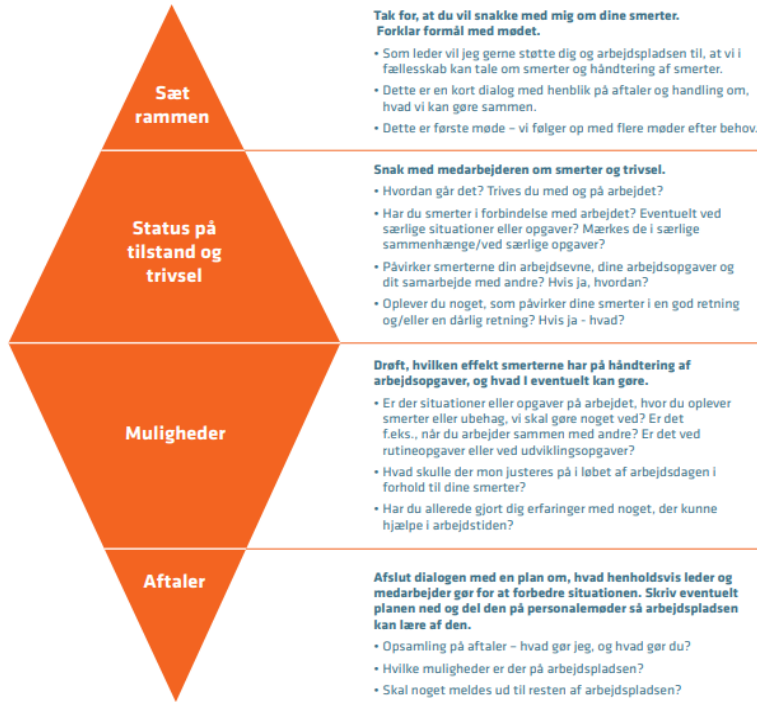 Sæt
rammen
Tak for, at du vil snakke med mig om dine smerter.
Forklar formål med mødet.
• Som leder vil jeg gerne støtte dig og arbejdspladsen til, at vi i
fællesskab kan tale om smerter og håndtering af smerter.
• Dette er en kort dialog med henblik på aftaler og handling om,
hvad vi kan gøre sammen.
• Dette er første møde – vi følger op med flere møder efter behov.
Status på
tilstand og
trivsel
Snak med medarbejderen om smerter og trivsel.
• Hvordan går det? Trives du med og på arbejdet?
• Har du smerter i forbindelse med arbejdet? Eventuelt ved
særlige situationer eller opgaver? Mærkes de i særlige
sammenhænge/ved særlige opgaver?
• Påvirker smerterne din arbejdsevne, dine arbejdsopgaver og
dit samarbejde med andre? Hvis ja, hvordan?
• Oplever du noget, som påvirker dine smerter i en god retning
og/eller en dårlig retning? Hvis ja - hvad?
Muligheder
Drøft, hvilken effekt smerterne har på håndtering af
arbejdsopgaver, og hvad I eventuelt kan gøre.
• Er der situationer eller opgaver på arbejdet, hvor du oplever
smerter eller ubehag, vi skal gøre noget ved? Er det
f.eks., når du arbejder sammen med andre? Er det ved
rutineopgaver eller ved udviklingsopgaver?
• Hvad skulle der mon justeres på i løbet af arbejdsdagen i
forhold til dine smerter?
• Har du allerede gjort dig erfaringer med noget, der kunne
hjælpe i arbejdstiden?
Aftaler
Afslut dialogen med en plan om, hvad henholdsvis leder og
medarbejder gør for at forbedre situationen. Skriv eventuelt
planen ned og del den på personalemøder så arbejdspladsen
kan lære af den.
• Opsamling på aftaler – hvad gør jeg, og hvad gør du?
• Hvilke muligheder er der på arbejdspladsen?
• Skal noget meldes ud til resten af arbejdspladsen?